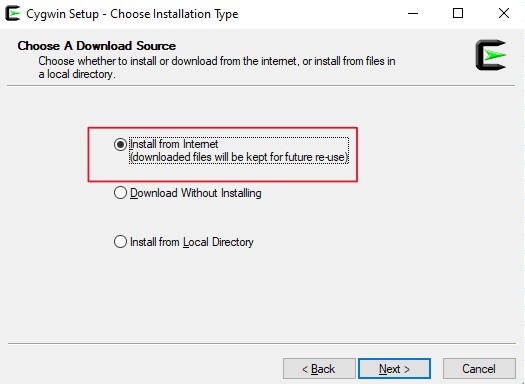 Cygwin Setup - Choose Installation Type
Choose A Download Source
Choose whether to install or download from the internet, or install from files in
a local directory.
Install from Internet
(downloaded files will be kept for future re-use)
Download Without Installing
Install from Local Directory
< Back
Next >
Cancel